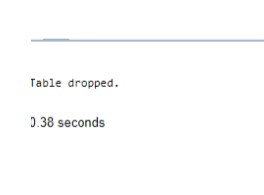 Table dropped.
0.38 seconds